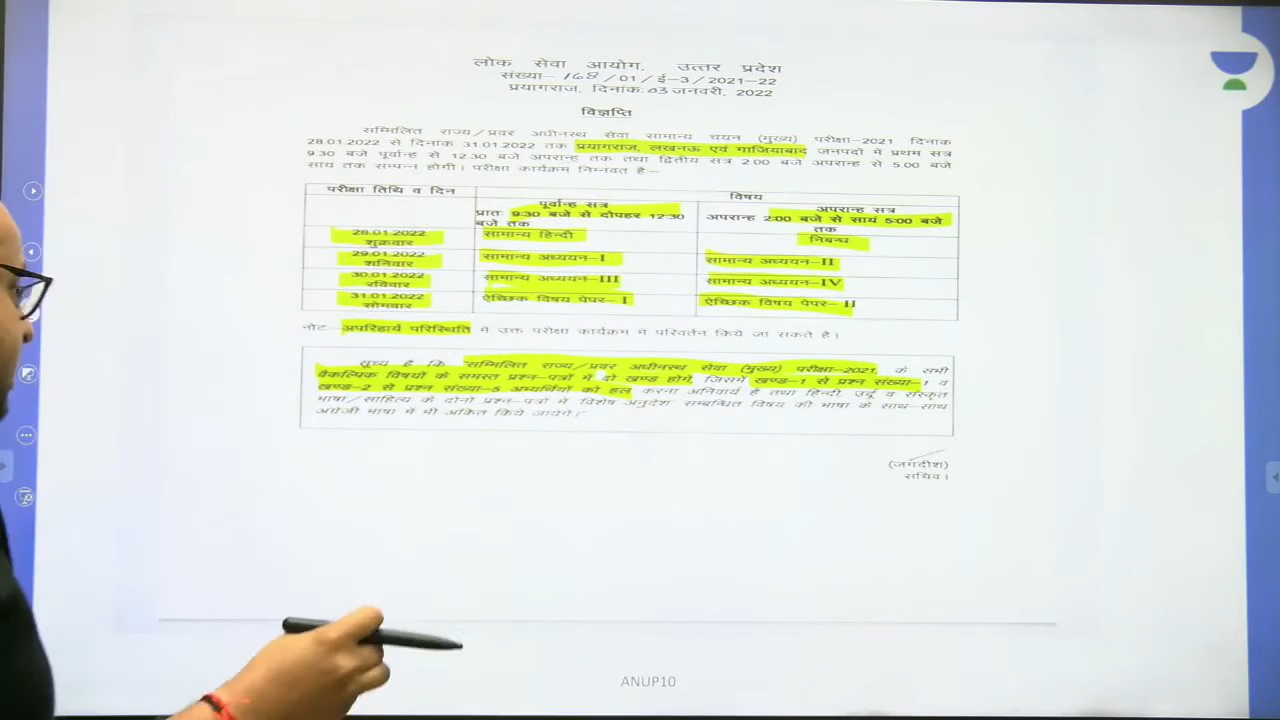 लोक सेवा आयोग, उत्तर प्रदेश
संख्या- 168/01/ई-3/2021-22
प्रयागराज, दिनांक: 03 जनवरी, 2022
विज्ञप्ति
सम्मिलित राज्य/प्रवर अधीनस्थ सेवा सामान्य चयन (मुख्य) परीक्षा-2021 दिनांक
28.01.2022 से दिनांक 31.01.2022 तक प्रयागराज, लखनऊ एवं गाजियाबाद जनपदों में प्रथम सत्र
9.30 बजे पूर्वान्ह से 12.30 बजे अपरान्ह तक तथा द्वितीय सत्र 2.00 बजे अपरान्ह से 5.00 बजे
सायं तक सम्पन्न होगी। परीक्षा कार्यक्रम निम्नवत है:-
परीक्षा तिथि व दिन विषय
पूर्वान्ह सत्र अपरान्ह सत्र
प्रातः 9:30 बजे से दोपहर 12:30 अपरान्ह 2:00 बजे से सायं 5:00 बजे
बजे तक तक
28.01.2022 सामान्य हिन्दी निबन्ध
शुक्रवार
29.01.2022 सामान्य अध्ययन-I सामान्य अध्ययन-II
शनिवार
30.01.2022 सामान्य अध्ययन-III सामान्य अध्ययन-IV
रविवार
31.01.2022 ऐच्छिक विषय पेपर- I ऐच्छिक विषय पेपर- II
सोमवार
नोट:- अपरिहार्य परिस्थिति में उक्त परीक्षा कार्यक्रम में परिवर्तन किये जा सकते है।
सूच्य है कि "सम्मिलित राज्य/प्रवर अधीनस्थ सेवा (मुख्य) परीक्षा-2021, के सभी
वैकल्पिक विषयों के समस्त प्रश्न-पत्रों में दो खण्ड होगे, जिसमें खण्ड-1 से प्रश्न संख्या-1 व
खण्ड-2 से प्रश्न संख्या-5 अभ्यर्थियों को हल करना अनिवार्य है तथा हिन्दी, उर्दू व संस्कृत
भाषा/साहित्य के दोनों प्रश्न-पत्रों में विशेष अनुदेश सम्बन्धित विषय की भाषा के साथ-साथ
अंग्रेजी भाषा में भी अंकित किये जायेगे।"
(जगदीश)
सचिव।
ANUP10